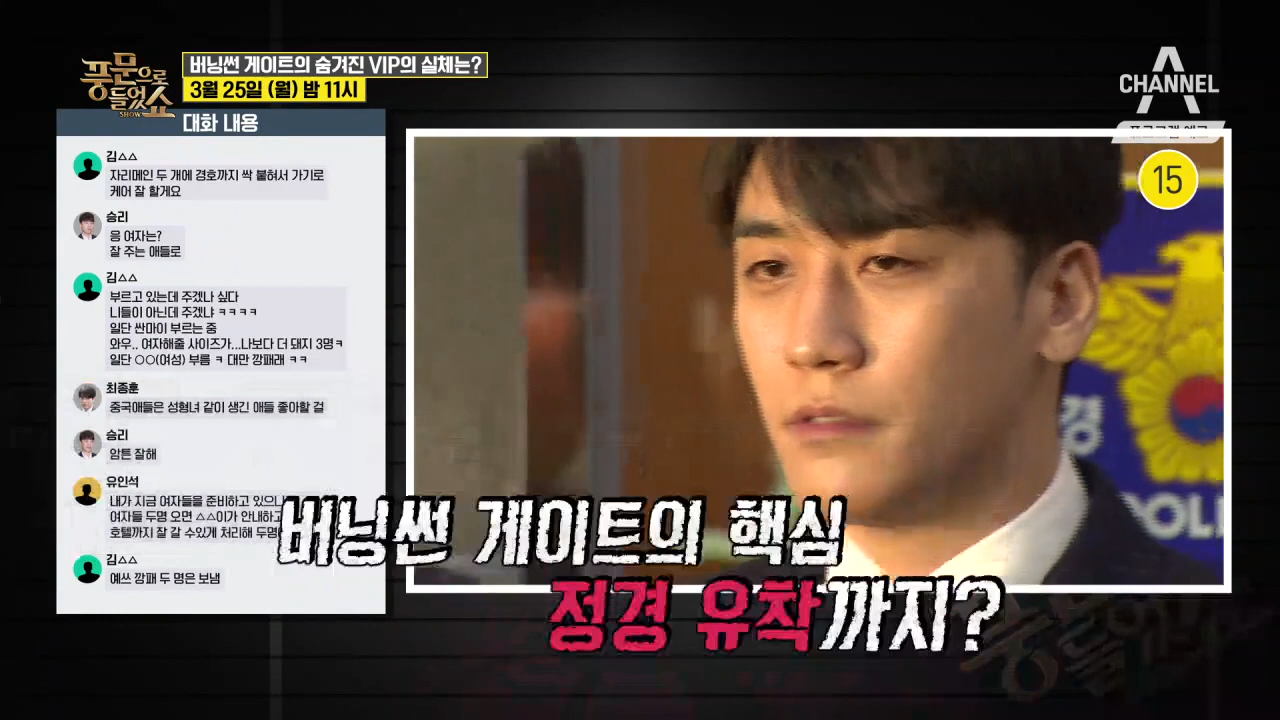 풍문으로
들었쇼
SHOW
버닝썬 게이트의 숨겨진 VIP의 실체는?
3월 25일 (월) 밤 11시
CHANNEL
A
15
대화 내용
김△△
자리메인 두 개에 경호까지 싹 붙혀서 가기로
케어 잘 할게요
승리
응 여자는?
잘 주는 애들로
김△△
부르고 있는데 주겠나 싶다
니들이 아닌데 주겠냐 ㅋㅋㅋㅋ
일단 싼마이 부르는 중
와우.. 여자해줄 사이즈가...나보다 더 돼지 3명ㅋ
일단 ○○(여성) 부름 ㅋ 대만 깡패래 ㅋㅋ
최종훈
중국애들은 성형녀 같이 생긴 애들 좋아할 걸
승리
암튼 잘해
유인석
내가 지금 여자들을 준비하고 있으니
여자들 두명 오면 △△이가 안내하고
호텔까지 잘 갈 수있게 처리해 두명
김△△
예쓰 깡패 두 명은 보냄
경
POLI
버닝썬 게이트의 핵심
정경 유착까지?